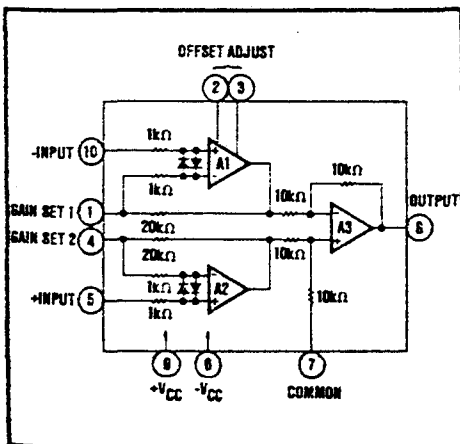 OFFSET ADJUST
2 3
-INPUT 10 1kΩ A1
1kΩ 10kΩ
GAIN SET 1 1 10kΩ OUTPUT
GAIN SET 2 4 20kΩ A3 6
20kΩ 10kΩ
1kΩ A2 10kΩ
+INPUT 5 1kΩ
9 6 7
+VCC -VCC COMMON